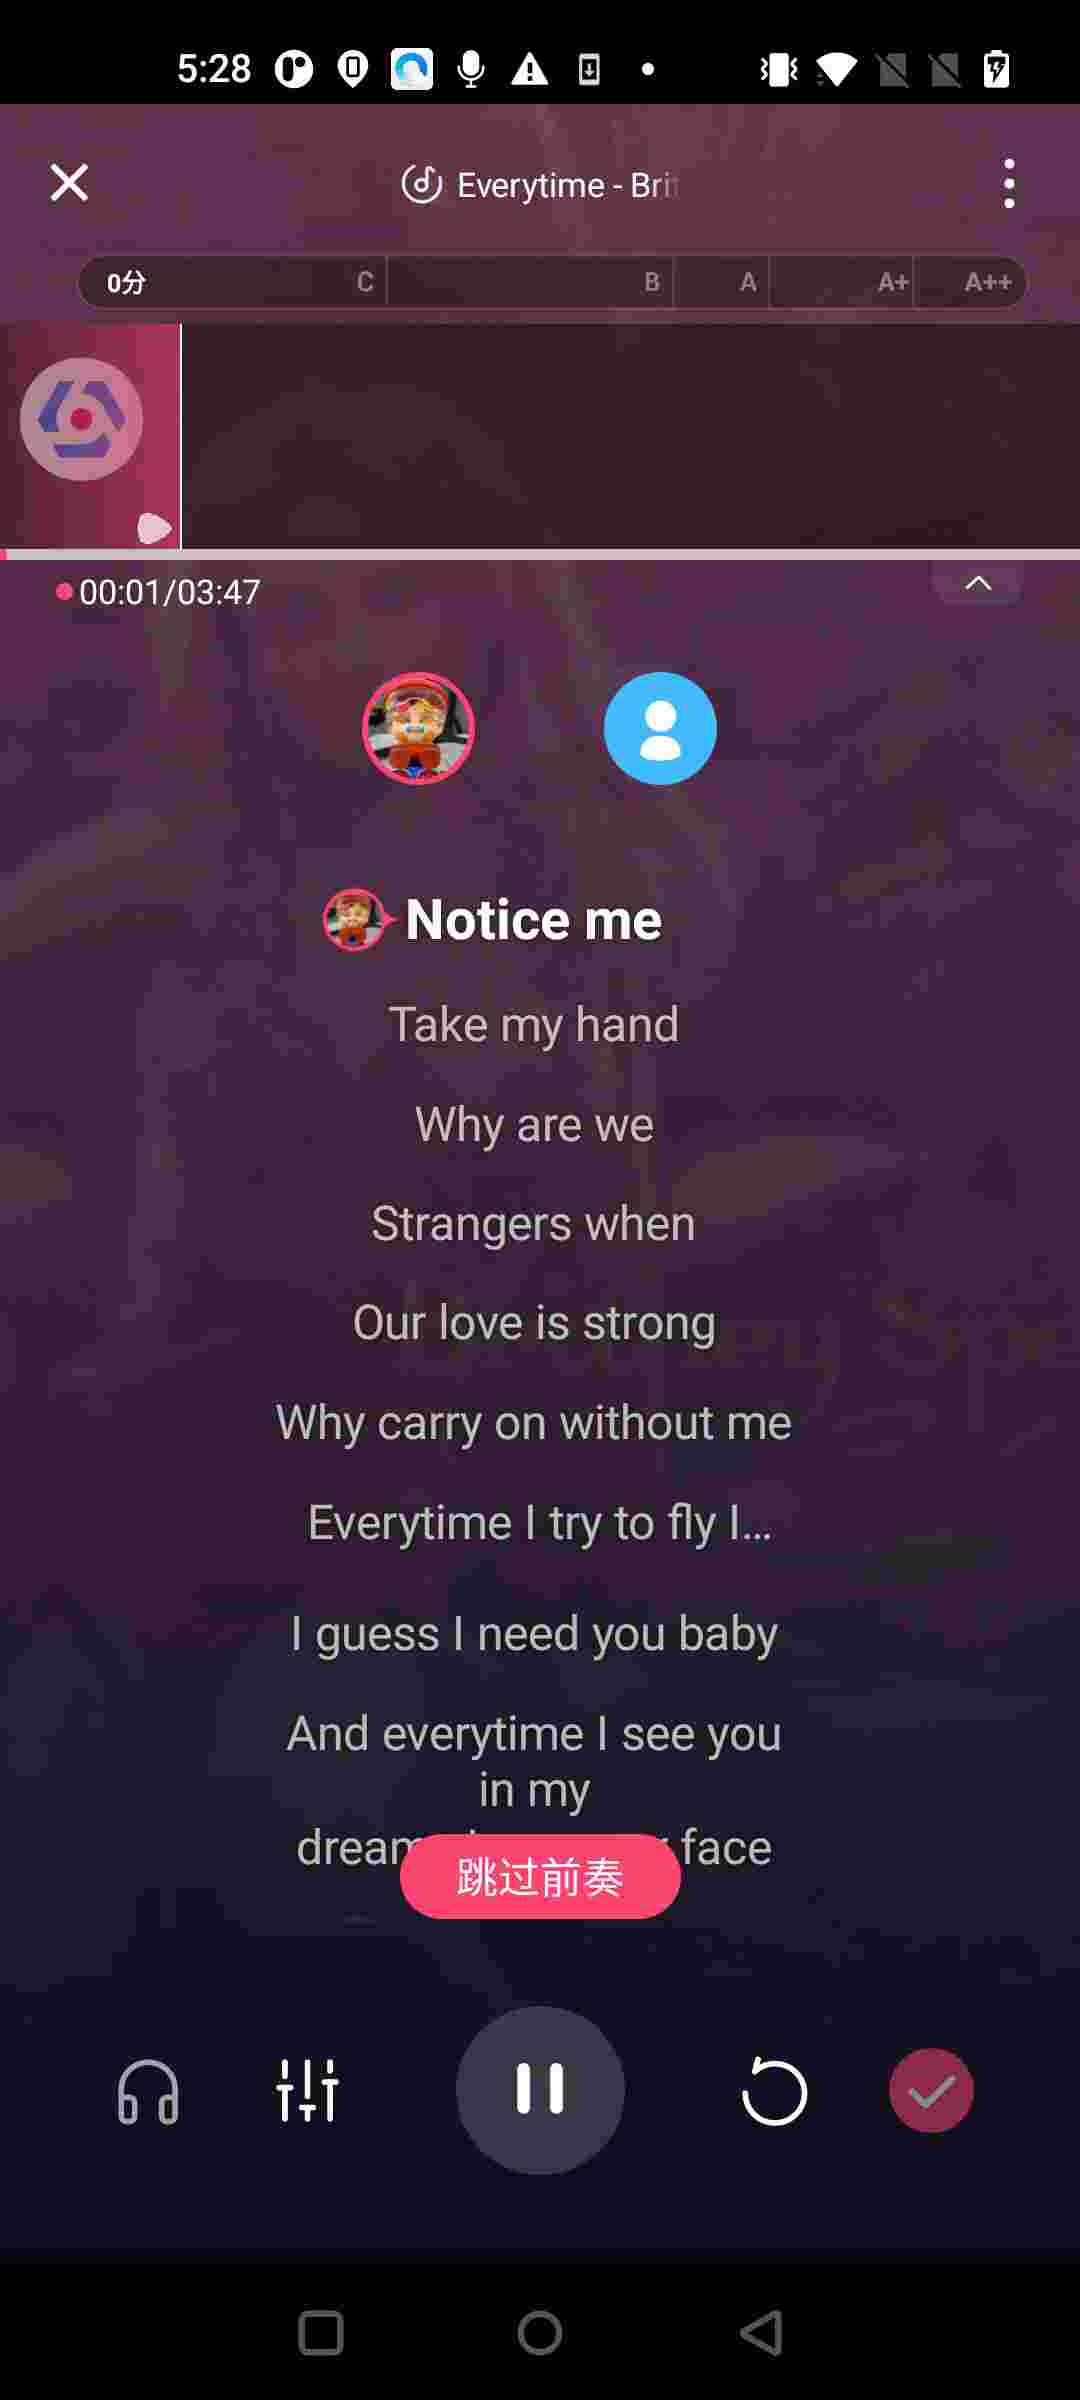 5:28
Everytime - Bri
0分 C B A A+ A++
00:01/03:47
Notice me
Take my hand
Why are we
Strangers when
Our love is strong
Why carry on without me
Everytime I try to fly I...
I guess I need you baby
And everytime I see you
in my
face
跳过前奏